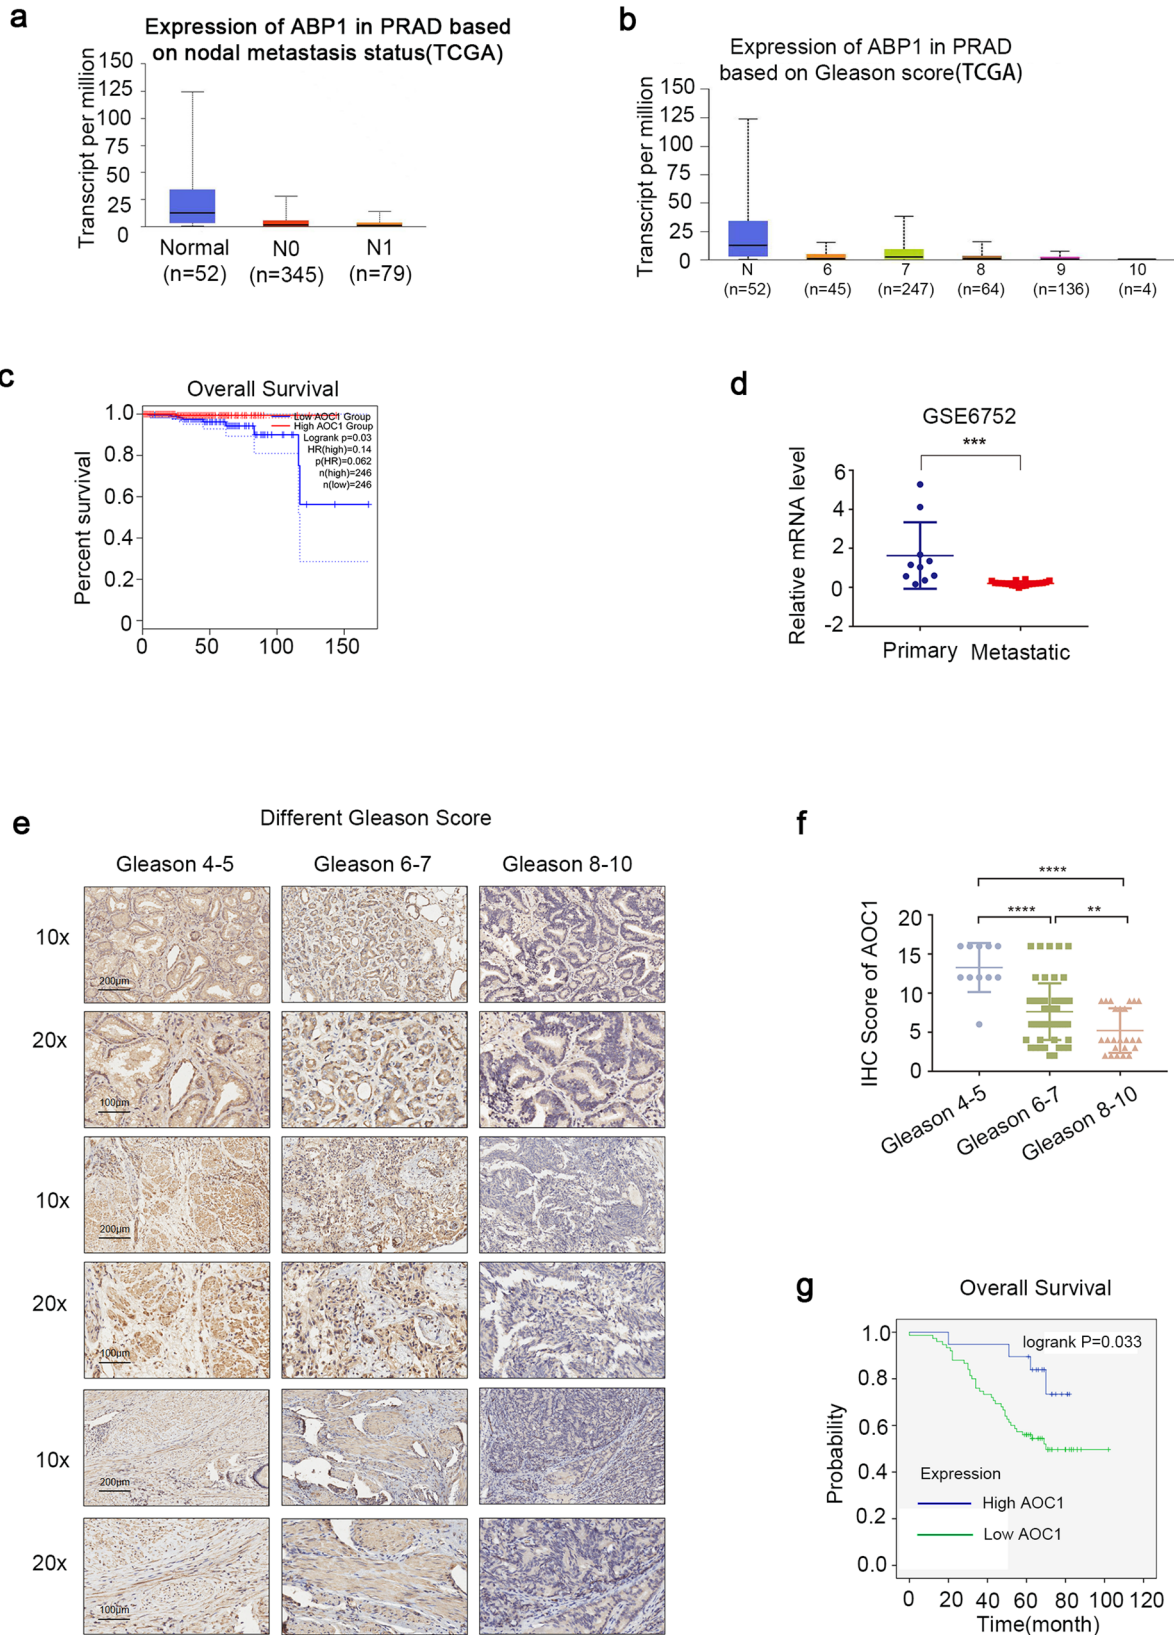 a
Expression of ABP1 in PRAD based
on nodal metastasis status(TCGA)
Transcript per million
150
125
100
75
50
25
0
Normal
(n=52)
N0
(n=345)
N1
(n=79)
b
Expression of ABP1 in PRAD
based on Gleason score(TCGA)
Transcript per million
150
125
100
75
50
25
0
N
6
7
8
9
10
(n=52)
(n=45)
(n=247)
(n=64)
(n=136)
(n=4)
c
Overall Survival
Percent survival
1.0
0.8
0.6
0.4
0.2
0
Low AOC1 Group
High AOC1 Group
Logrank p=0.03
HR(high)=0.14
p(HR)=0.062
n(high)=246
n(low)=246
0
50
100
150
d
GSE6752
***
Relative mRNA level
6
4
2
0
-2
Primary
Metastatic
e
Different Gleason Score
Gleason 4-5
Gleason 6-7
Gleason 8-10
10x
200μm
20x
100μm
10x
200μm
20x
100μm
10x
200μm
20x
100μm
f
****
****
**
IHC Score of AOC1
20
15
10
5
0
Gleason 4-5
Gleason 6-7
Gleason 8-10
g
Overall Survival
logrank P=0.033
Probability
1.0
0.8
0.6
0.4
0.2
0.0
Expression
High AOC1
Low AOC1
0
20
40
60
80
100
120
Time(month)